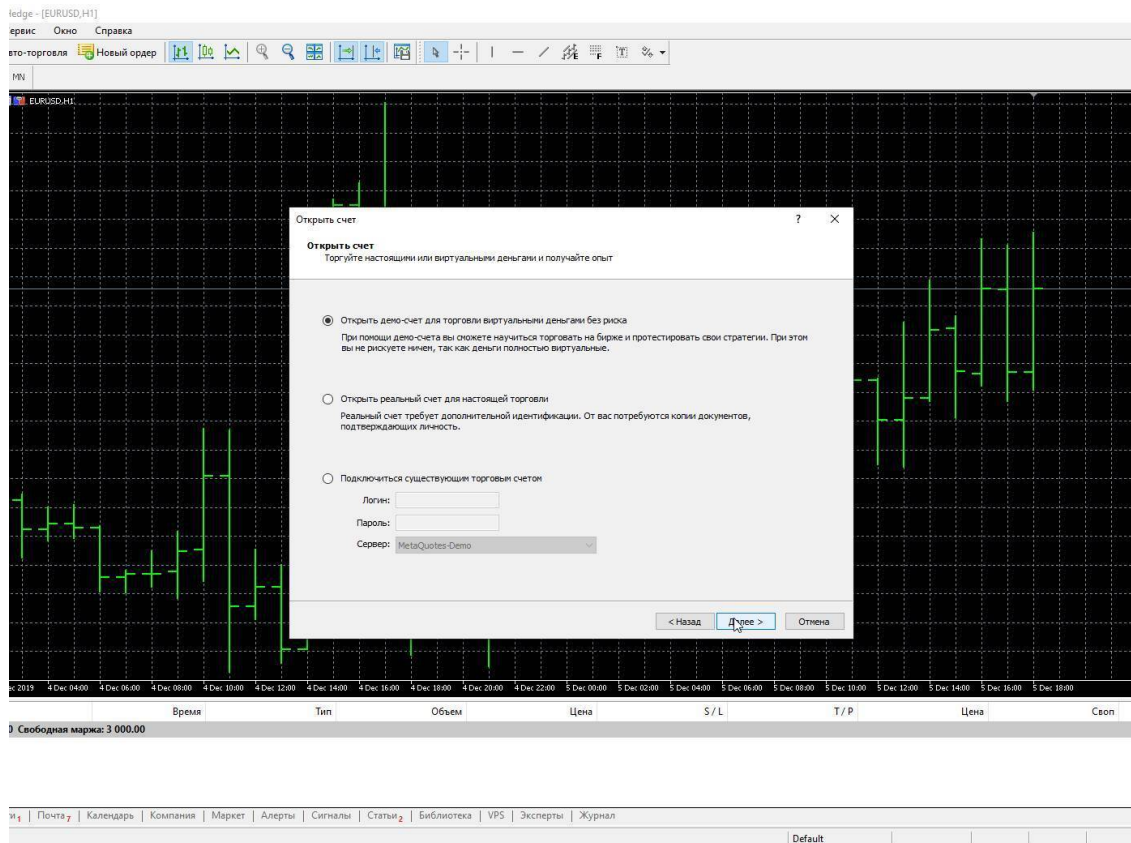 Hedge - [EURUSD,H1]
ервис Окно Справка
вто-торговля Новый ордер
MN
EURUSD,H1
Открыть счет ? ×
Открыть счет
Торгуйте настоящими или виртуальными деньгами и получайте опыт
Открыть демо-счет для торговли виртуальными деньгами без риска
При помощи демо-счета вы сможете научиться торговать на бирже и протестировать свои стратегии. При этом
вы не рискуете ничем, так как деньги полностью виртуальные.
Открыть реальный счет для настоящей торговли
Реальный счет требует дополнительной идентификации. От вас потребуются копии документов,
подтверждающих личность.
Подключиться существующим торговым счетом
Логин:
Пароль:
Сервер: MetaQuotes-Demo
< Назад Далее > Отмена
ec 2019 4 Dec 04:00 4 Dec 06:00 4 Dec 08:00 4 Dec 10:00 4 Dec 12:00 4 Dec 14:00 4 Dec 16:00 4 Dec 18:00 4 Dec 20:00 4 Dec 22:00 5 Dec 00:00 5 Dec 02:00 5 Dec 04:00 5 Dec 06:00 5 Dec 08:00 5 Dec 10:00 5 Dec 12:00 5 Dec 14:00 5 Dec 16:00 5 Dec 18:00
Время Тип Объем Цена S / L T / P Цена Своп
0 Свободная маржа: 3 000.00
и 1 | Почта 7 | Календарь | Компания | Маркет | Алерты | Сигналы | Статьи 2 | Библиотека | VPS | Эксперты | Журнал
Default